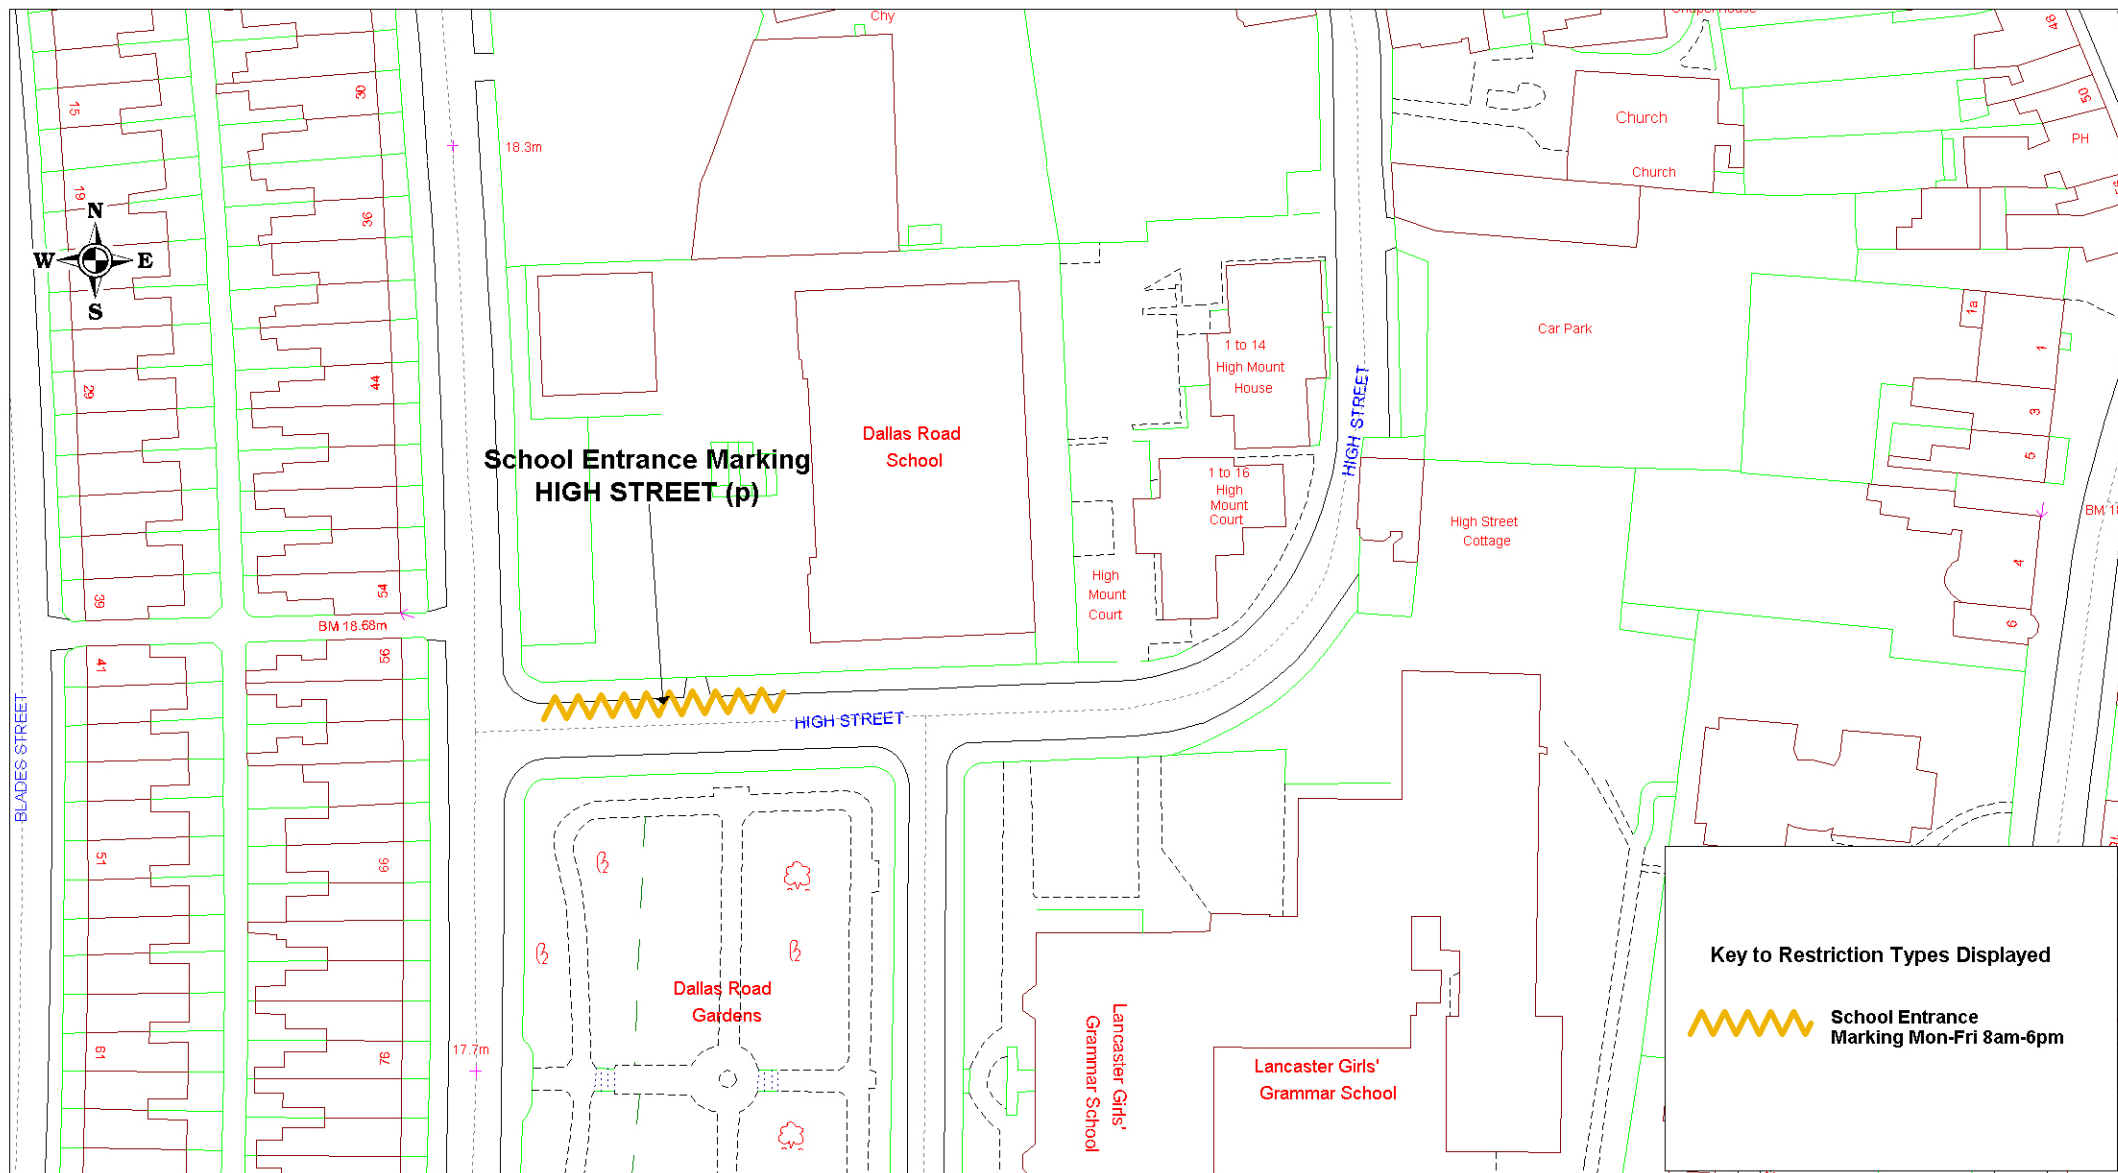 Chy
46
50
PH
15
30
18.3m
Church
Church
19
36
N
W E
S
Car Park
1a
1
3
5
29
44
1 to 14
High Mount
House
HIGH STREET
Dallas Road
School
School Entrance Marking
HIGH STREET (p)
1 to 16
High
Mount
Court
High Street
Cottage
4
6
39
54
High
Mount
Court
BM 18.68m
41
56
HIGH STREET
BLADES STREET
51
66
61
76
17.7m
Dallas Road
Gardens
Lancaster Girls'
Grammar School
Lancaster Girls'
Grammar School
Key to Restriction Types Displayed
School Entrance
Marking Mon-Fri 8am-6pm